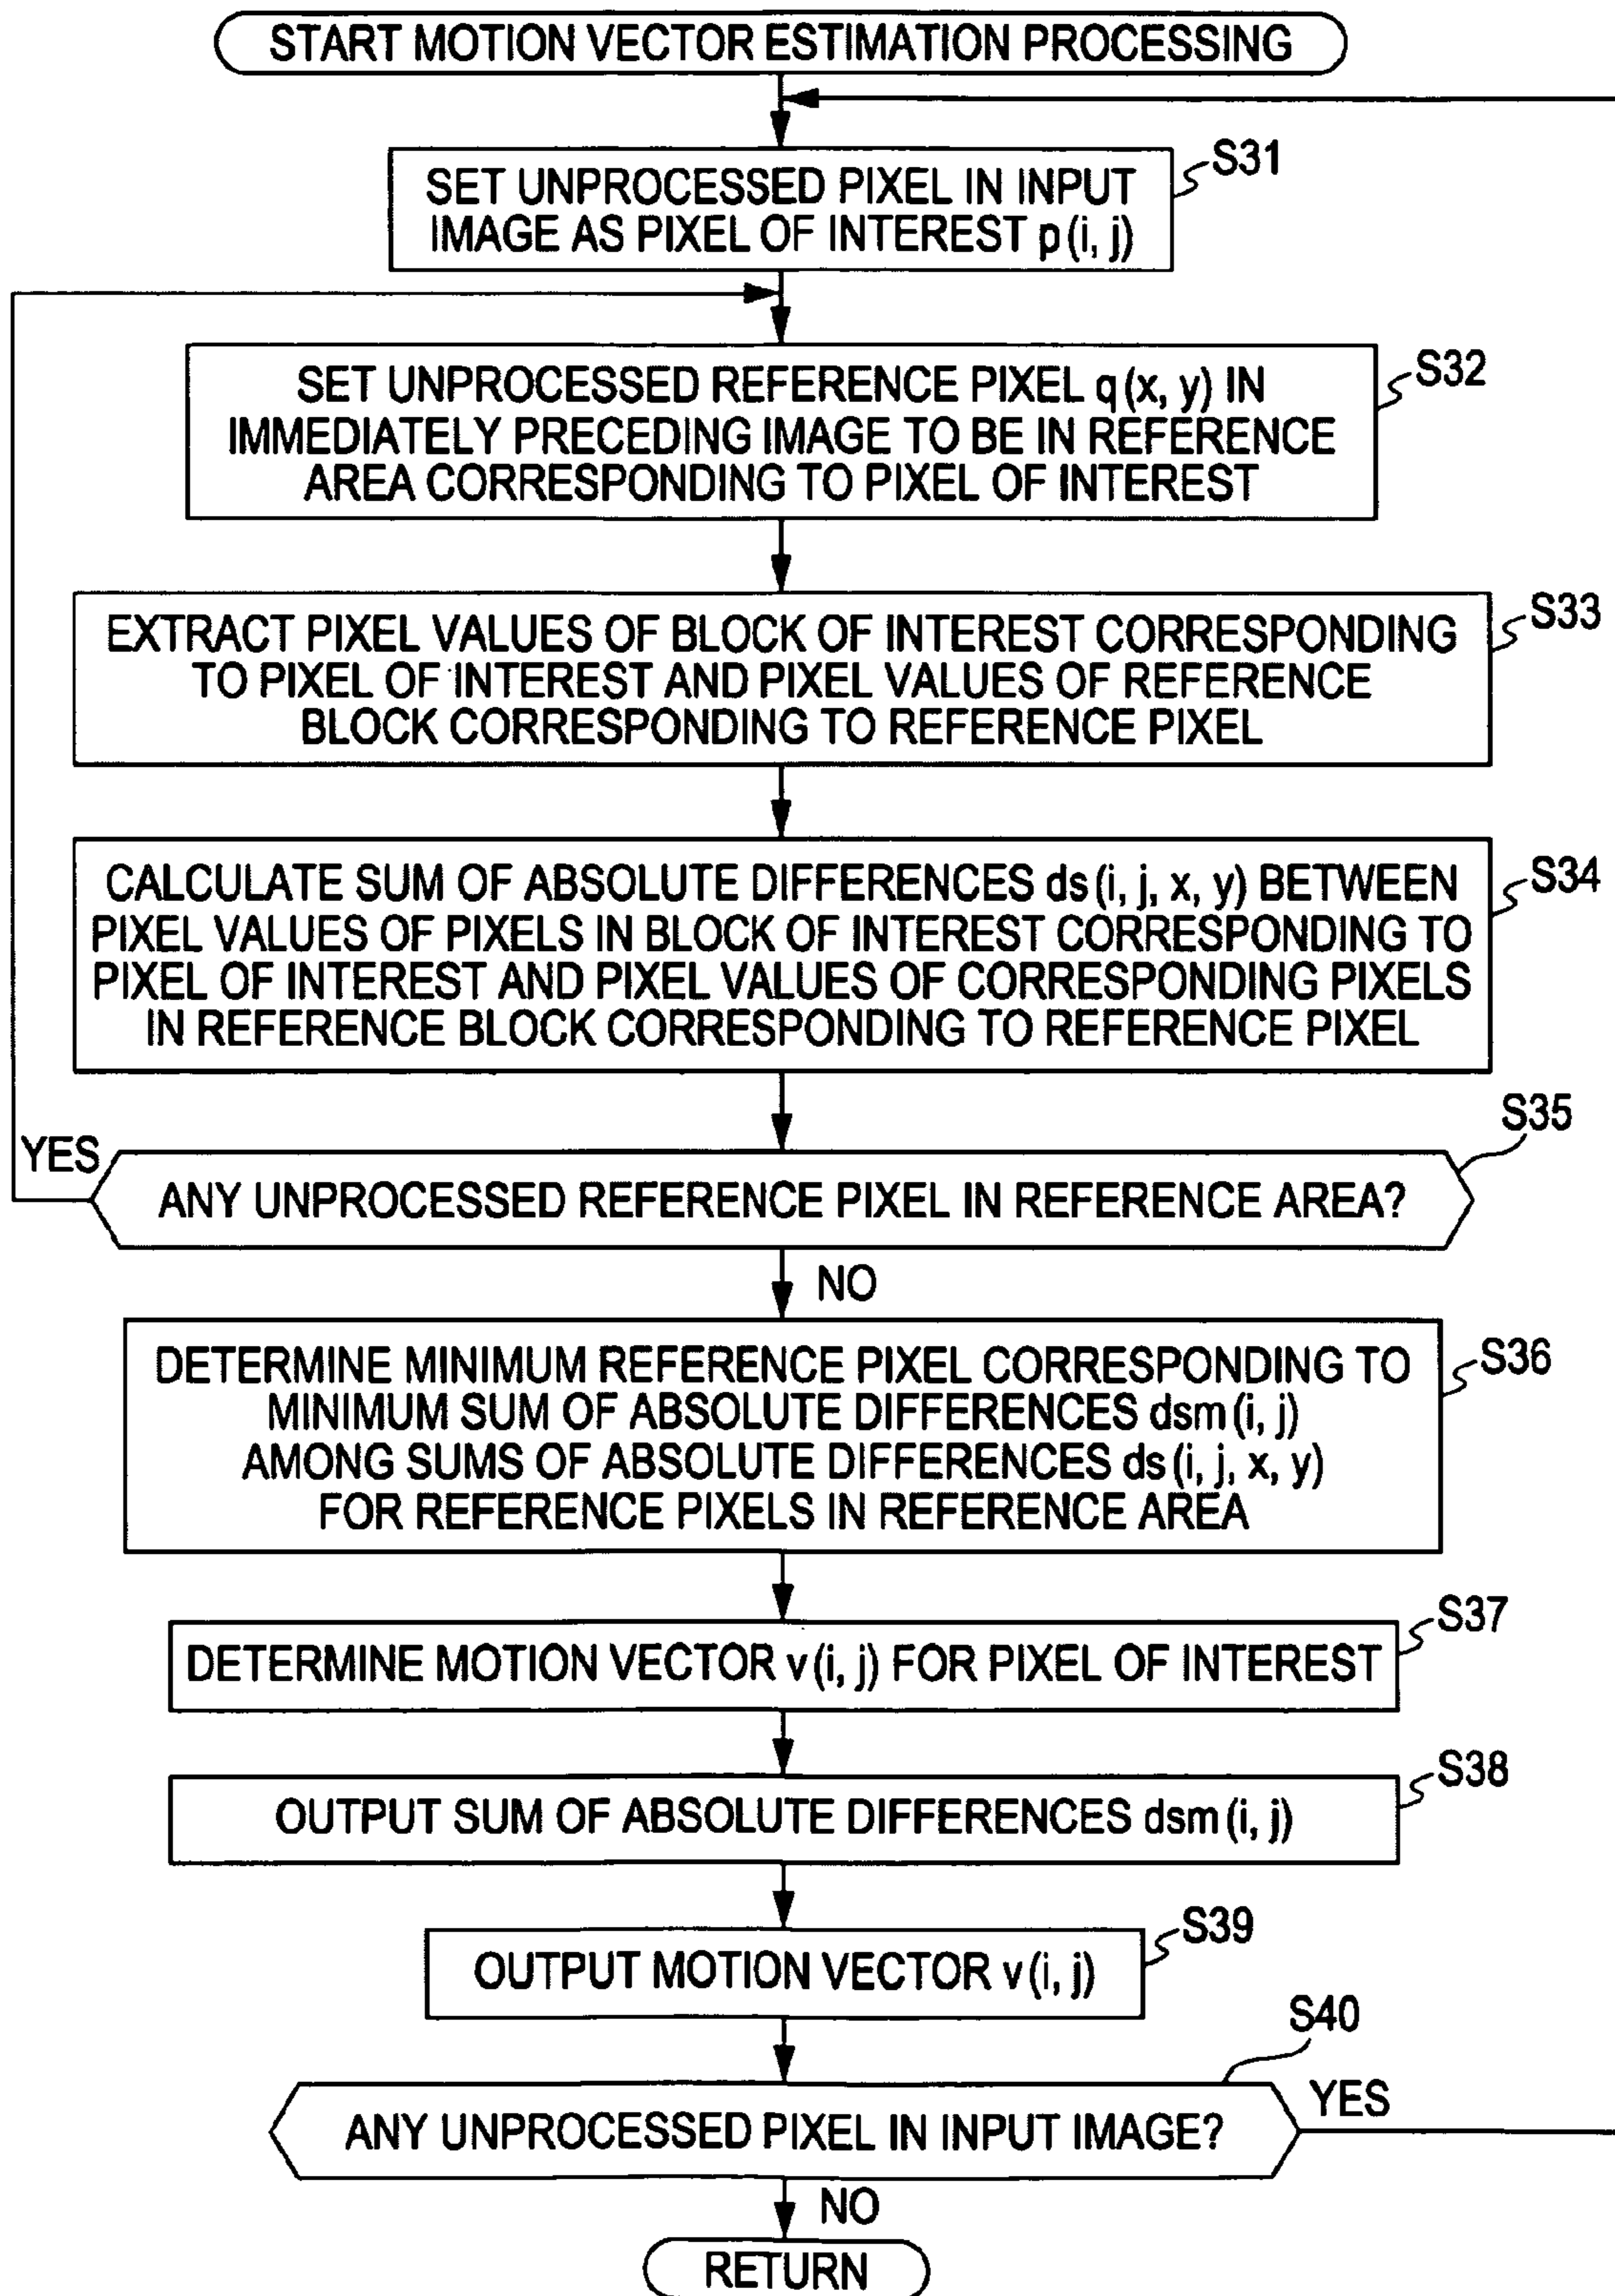 START MOTION VECTOR ESTIMATION PROCESSING
S31
SET UNPROCESSED PIXEL IN INPUT
IMAGE AS PIXEL OF INTEREST p(i, j)
S32
SET UNPROCESSED REFERENCE PIXEL q(x, y) IN
IMMEDIATELY PRECEDING IMAGE TO BE IN REFERENCE
AREA CORRESPONDING TO PIXEL OF INTEREST
S33
EXTRACT PIXEL VALUES OF BLOCK OF INTEREST CORRESPONDING
TO PIXEL OF INTEREST AND PIXEL VALUES OF REFERENCE
BLOCK CORRESPONDING TO REFERENCE PIXEL
S34
CALCULATE SUM OF ABSOLUTE DIFFERENCES ds(i, j, x, y) BETWEEN
PIXEL VALUES OF PIXELS IN BLOCK OF INTEREST CORRESPONDING TO
PIXEL OF INTEREST AND PIXEL VALUES OF CORRESPONDING PIXELS
IN REFERENCE BLOCK CORRESPONDING TO REFERENCE PIXEL
S35
YES
ANY UNPROCESSED REFERENCE PIXEL IN REFERENCE AREA?
NO
S36
DETERMINE MINIMUM REFERENCE PIXEL CORRESPONDING TO
MINIMUM SUM OF ABSOLUTE DIFFERENCES dsm(i, j)
AMONG SUMS OF ABSOLUTE DIFFERENCES ds(i, j, x, y)
FOR REFERENCE PIXELS IN REFERENCE AREA
S37
DETERMINE MOTION VECTOR v(i, j) FOR PIXEL OF INTEREST
S38
OUTPUT SUM OF ABSOLUTE DIFFERENCES dsm(i, j)
S39
OUTPUT MOTION VECTOR v(i, j)
S40
YES
ANY UNPROCESSED PIXEL IN INPUT IMAGE?
NO
RETURN